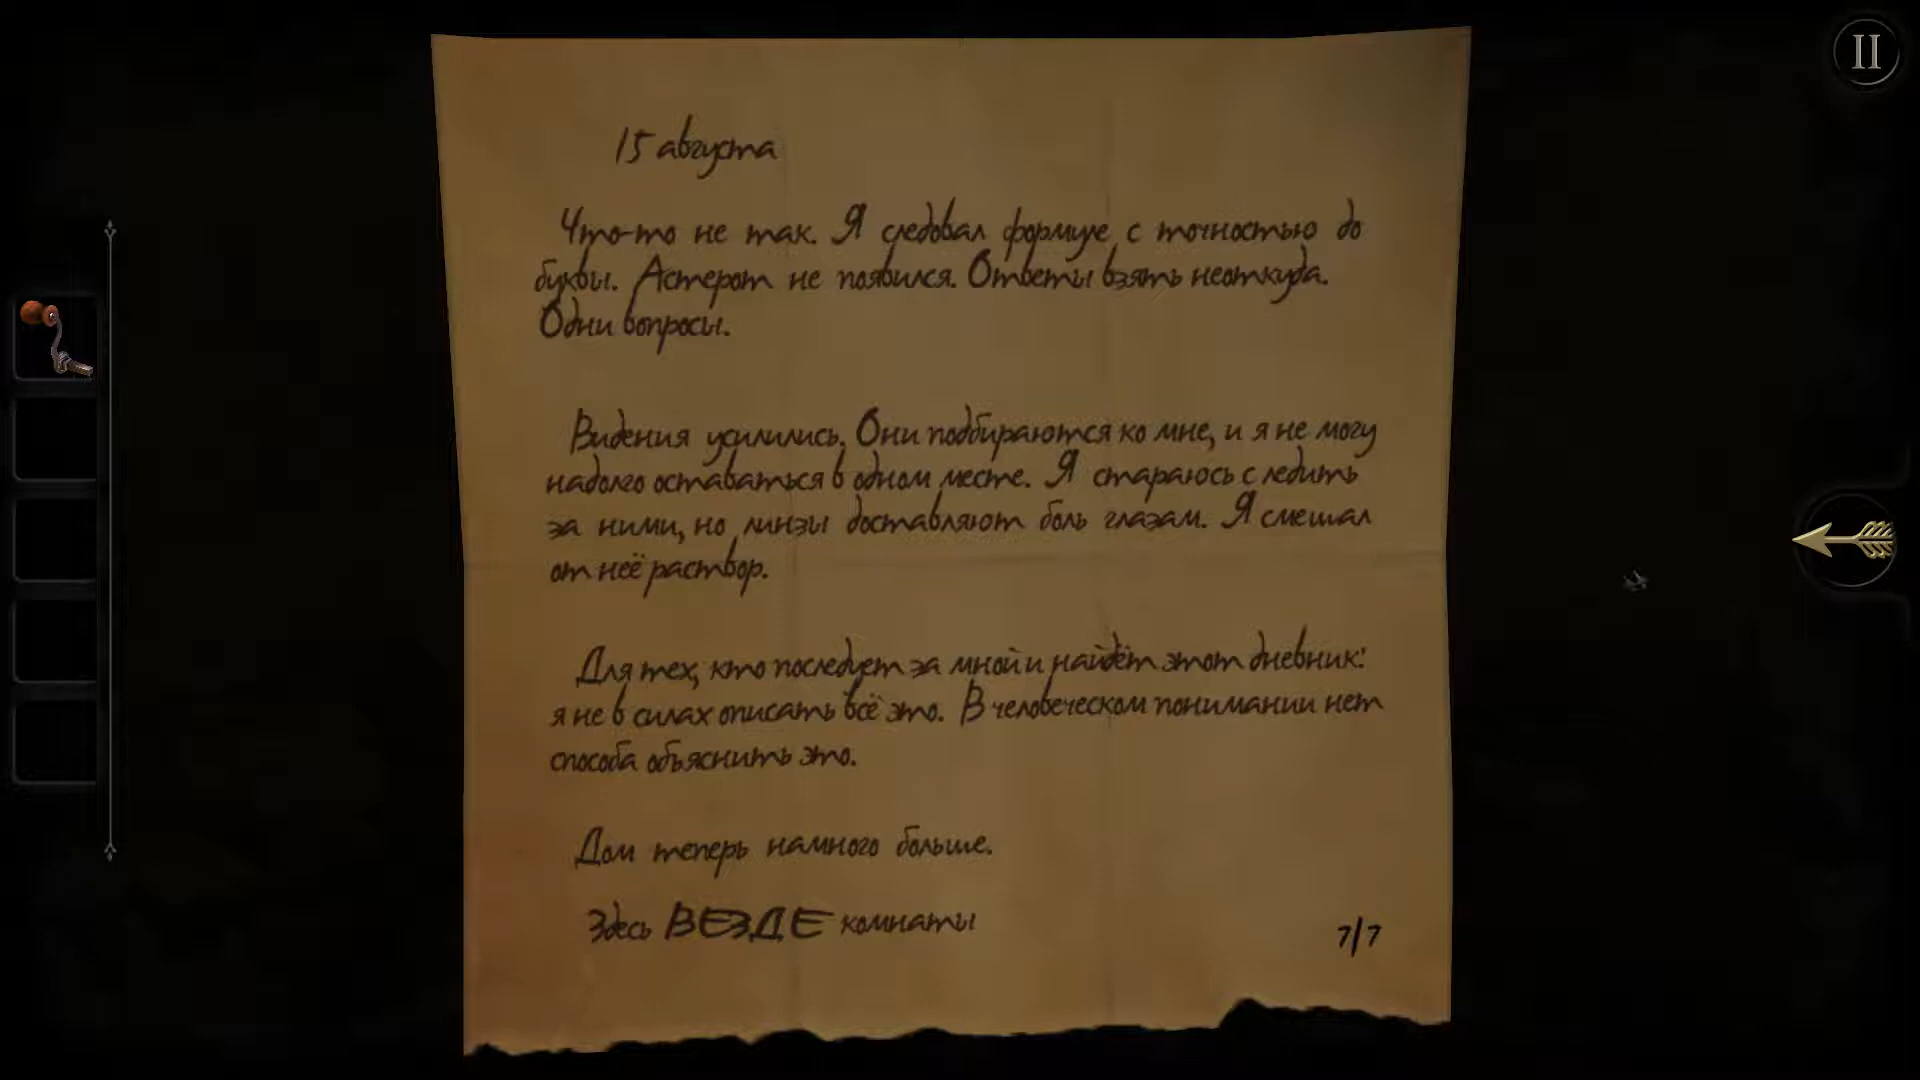 15 августа
Что-то не так. Я следовал формуле с точностью до
буквы. Астерот не появился. Ответы взять неоткуда.
Одни вопросы.
Видения усилились. Они подбираются ко мне, и я не могу
надолго оставаться в одном месте. Я стараюсь следить
за ними, но линзы доставляют боль глазам. Я смешал
от неё раствор.
Для тех, кто последует за мной и найдёт этот дневник:
я не в силах описать всё это. В человеческом понимании нет
способа объяснить это.
Дом теперь намного больше.
Здесь ВЕЗДЕ комнаты
7/7